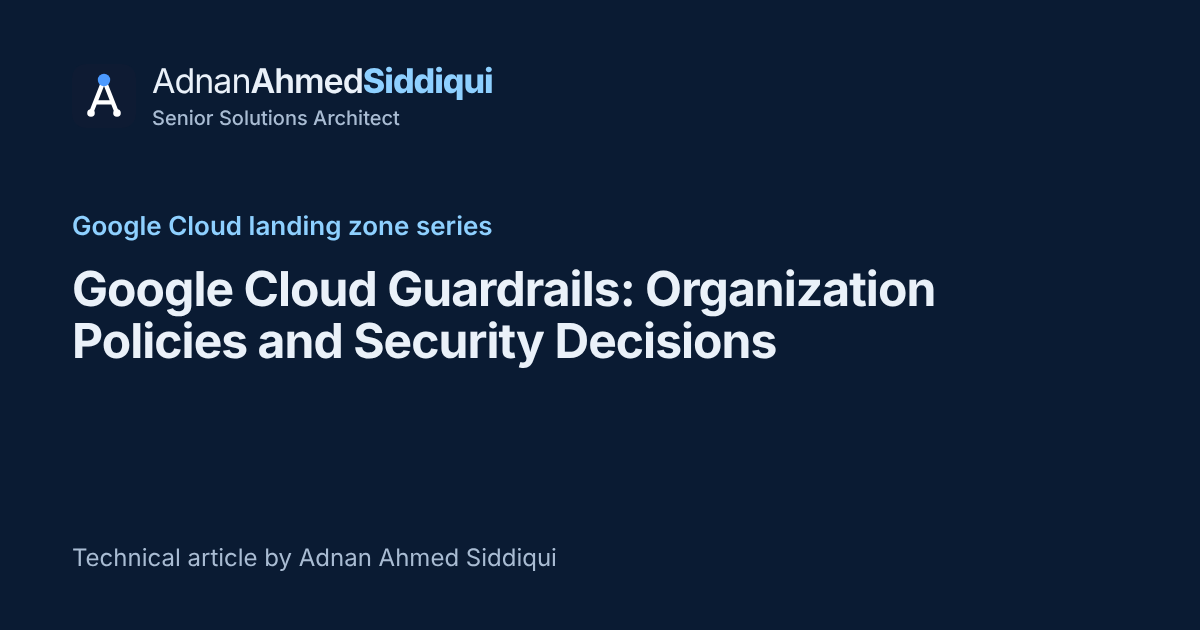 AdnanAhmedSiddiqui
Senior Solutions Architect
Google Cloud landing zone series
Google Cloud Guardrails: Organization
Policies and Security Decisions
Technical article by Adnan Ahmed Siddiqui